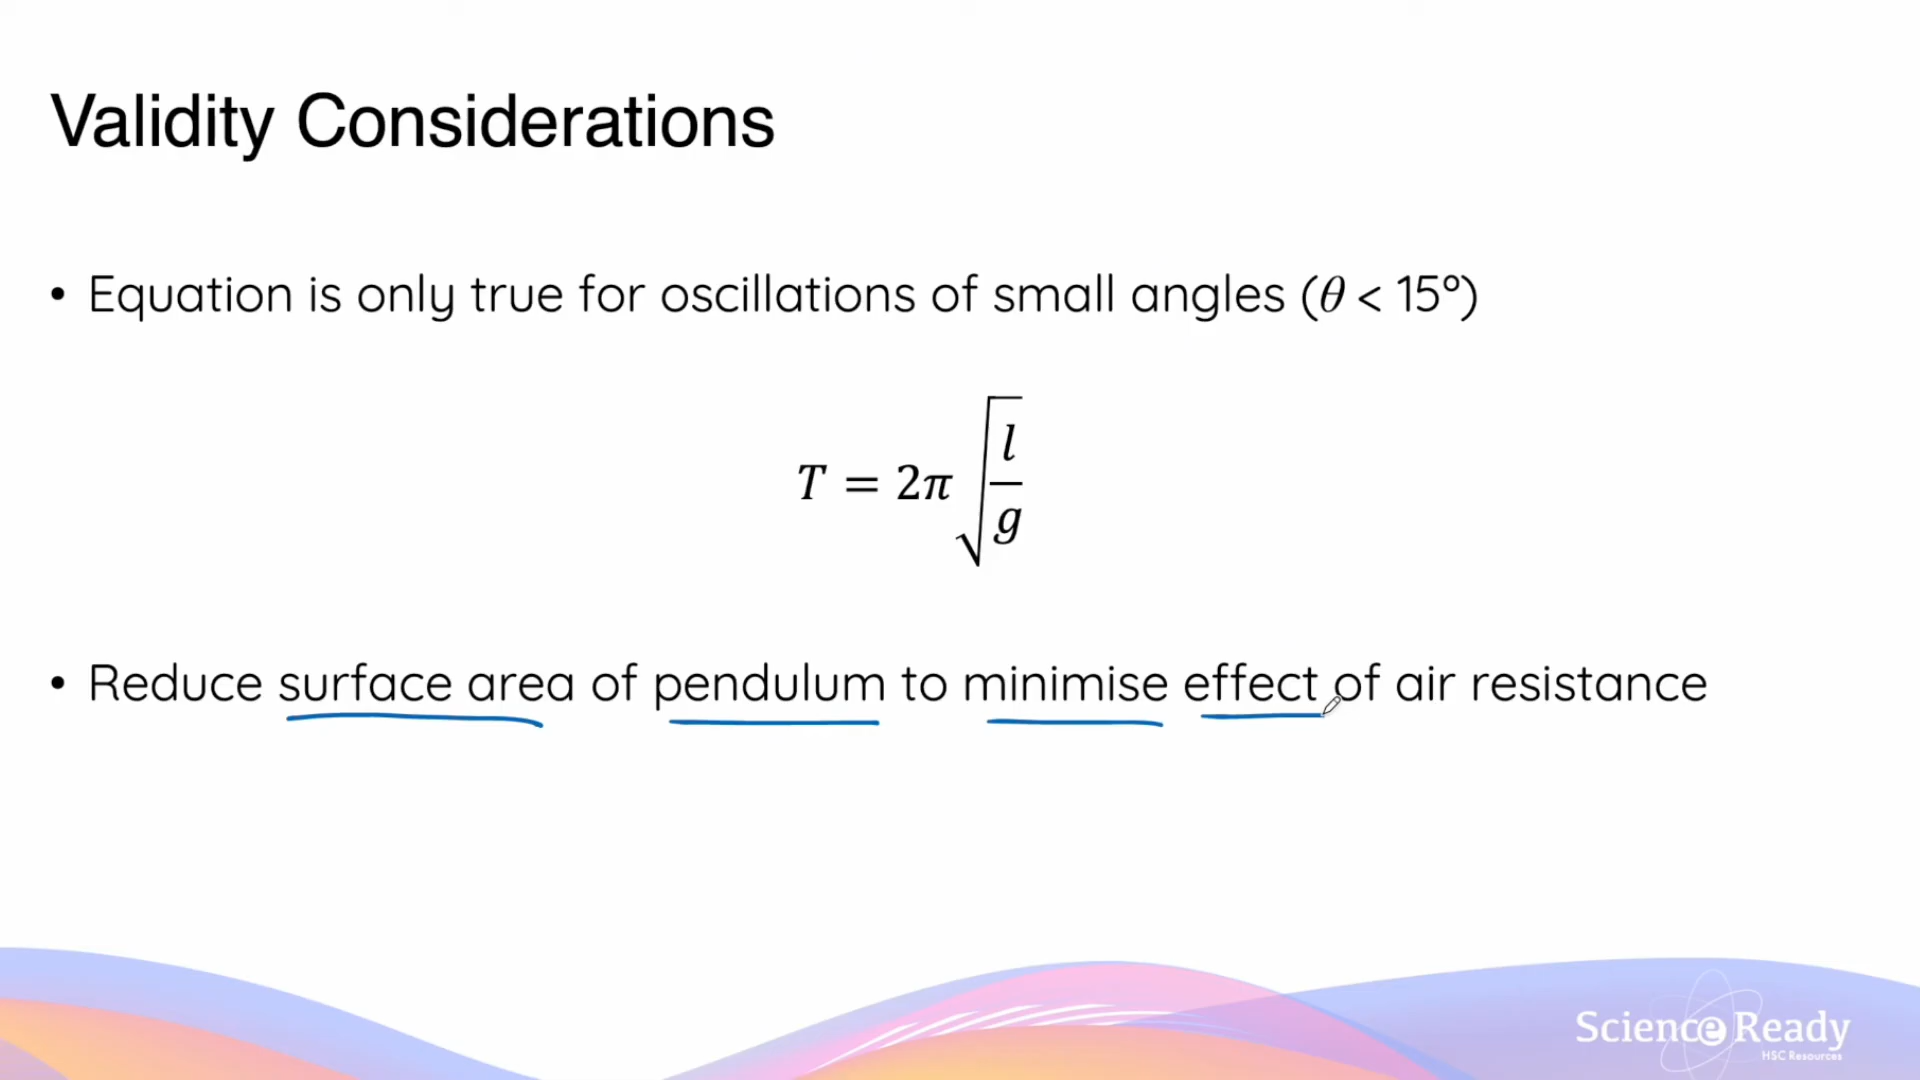 Validity Considerations
• Equation is only true for oscillations of small angles (θ < 15°)
T = 2π√(l/g)
• Reduce surface area of pendulum to minimise effect of air resistance
Science Ready
HSC Resources